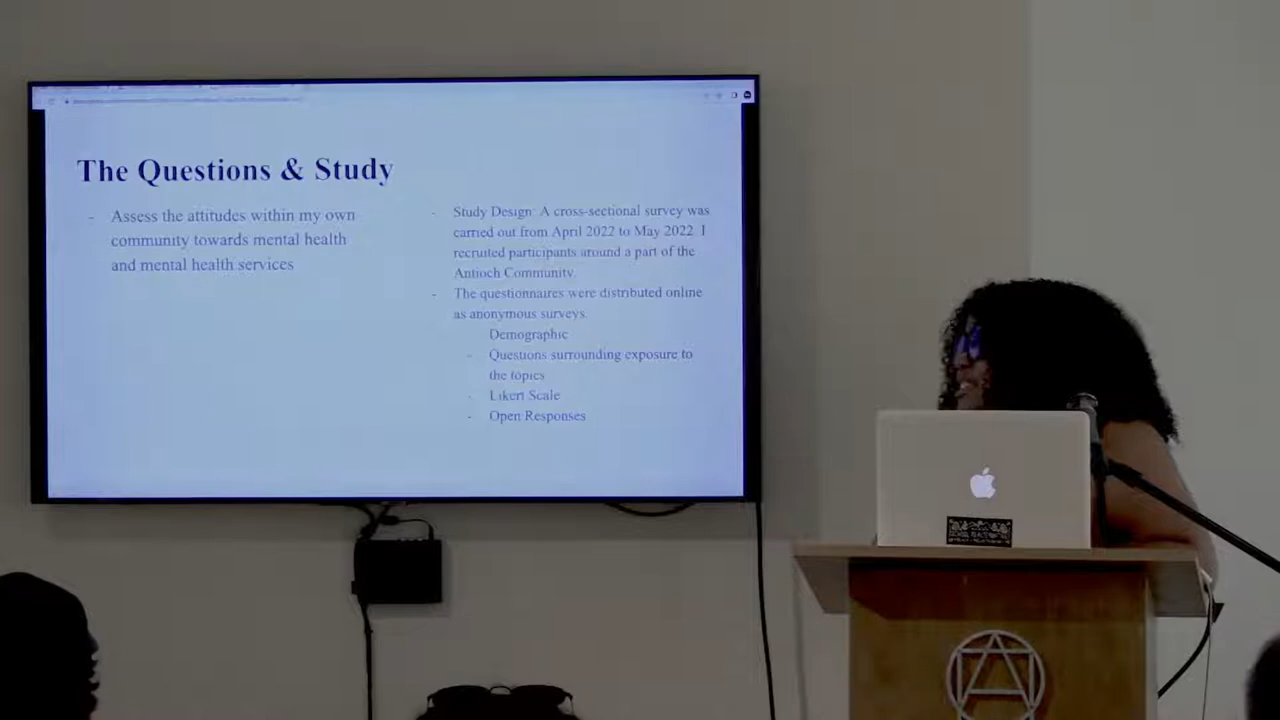 The Questions & Study
- Assess the attitudes within my own
community towards mental health
and mental health services
- Study Design: A cross-sectional survey was
carried out from April 2022 to May 2022. I
recruited participants around a part of the
Antioch Community.
- The questionnaires were distributed online
as anonymous surveys.
Demographic
- Questions surrounding exposure to
the topics
- Likert Scale
- Open Responses